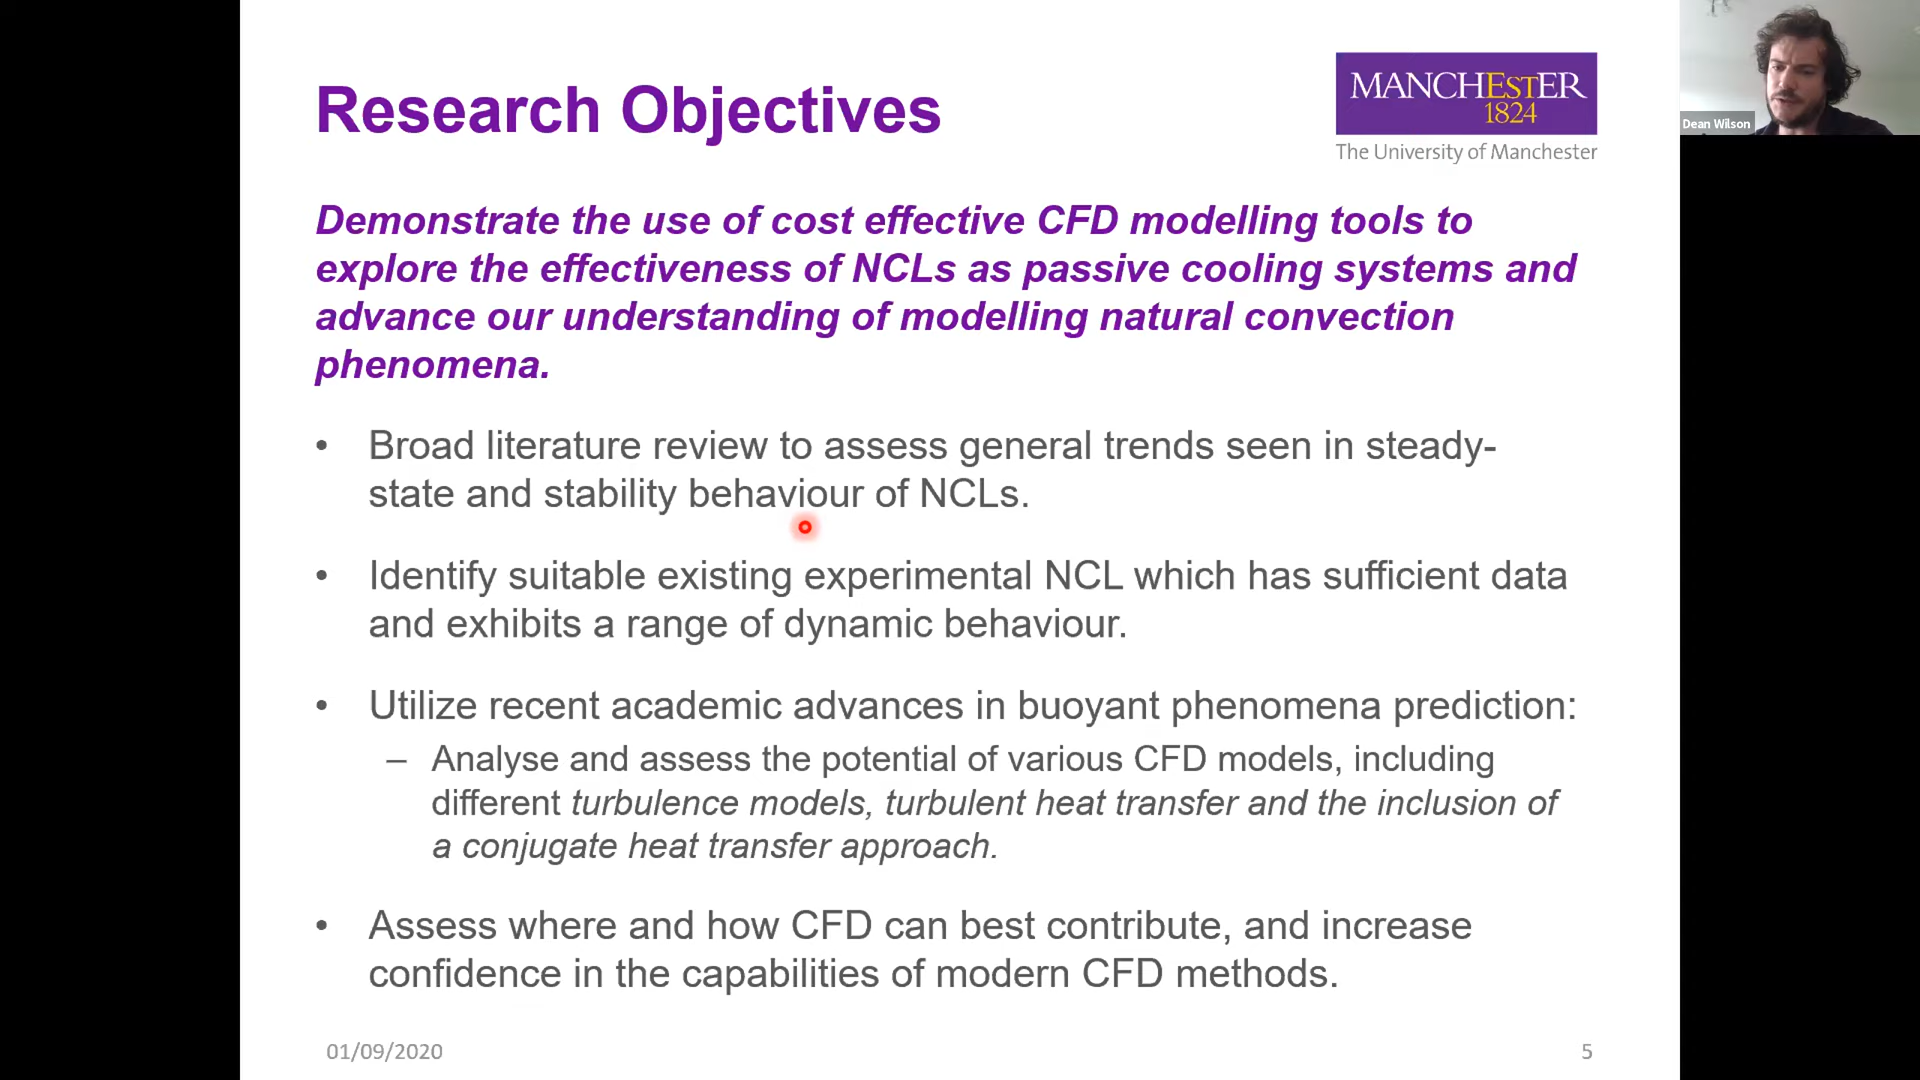 Research Objectives
MANCHESTER
1824
The University of Manchester
Dean Wilson
Demonstrate the use of cost effective CFD modelling tools to
explore the effectiveness of NCLs as passive cooling systems and
advance our understanding of modelling natural convection
phenomena.
• Broad literature review to assess general trends seen in steady-
state and stability behaviour of NCLs.
• Identify suitable existing experimental NCL which has sufficient data
and exhibits a range of dynamic behaviour.
• Utilize recent academic advances in buoyant phenomena prediction:
– Analyse and assess the potential of various CFD models, including
different turbulence models, turbulent heat transfer and the inclusion of
a conjugate heat transfer approach.
• Assess where and how CFD can best contribute, and increase
confidence in the capabilities of modern CFD methods.
01/09/2020
5